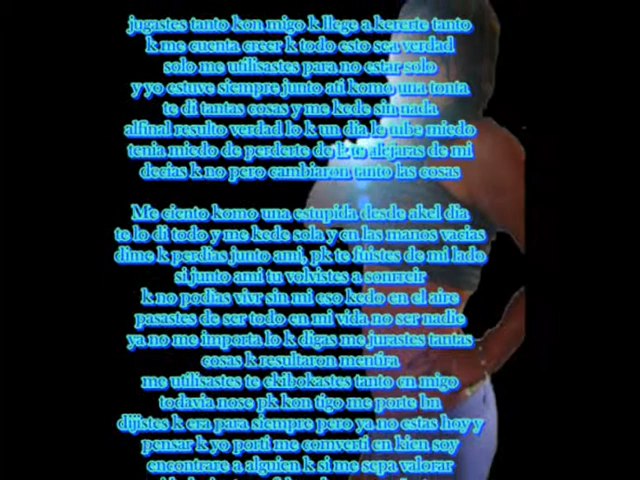 jugastes tanto kon migo k llege a kererte tanto
k me cuenta creer k todo esto sea verdad
solo me utilisastes para no estar solo
y yo estuve siempre junto ati komo una tonta
te di tantas cosas y me kede sin nada
alfinal resulto verdad lo k un dia le tube miedo
tenia miedo de perderte de k te alejaras de mi
decias k no pero cambiaron tanto las cosas
Me ciento komo una estupida desde akel dia
te lo di todo y me kede sola y en las manos vacias
dime k perdias junto ami, pk te fuistes de mi lado
si junto ami tu volvistes a sonrreir
k no podias vivr sin mi eso kedo en el aire
pasastes de ser todo en mi vida no ser nadie
ya no me importa lo k digas me jurastes tantas
cosas k resultaron mentira
me utilisastes te ekibokastes tanto en migo
todavia nose pk kon tigo me porte bn
dijistes k era para siempre pero ya no estas hoy y
pensar k yo porti me comverti en kien soy
encontrare a alguien k si me sepa valorar